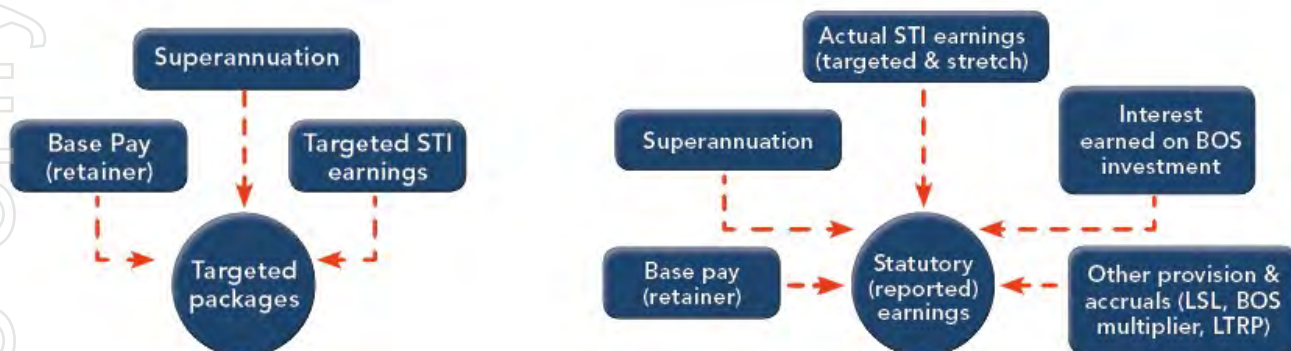 Superannuation
Base Pay
(retainer)
Targeted STI
earnings
Targeted
packages
Actual STI earnings
(targeted & stretch)
Superannuation
Interest
earned on BOS
investment
Base pay
(retainer)
Statutory
(reported)
earnings
Other provision &
accruals (LSL, BOS
multiplier, LTRP)